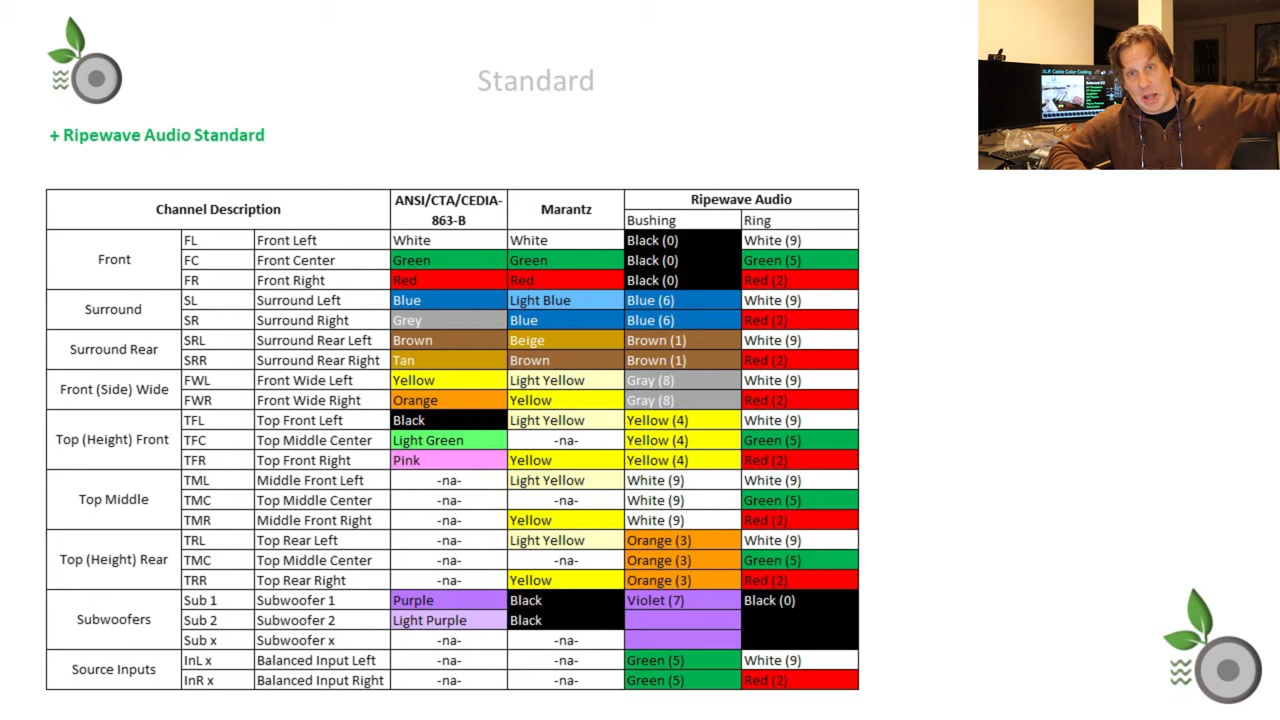 Standard
XLR Cable Color Coding
+ Ripewave Audio Standard
Channel Description ANSI/CTA/CEDIA-863-B Marantz Ripewave Audio
Bushing Ring
Front FL Front Left White White Black (0) White (9)
FC Front Center Green Green Black (0) Green (5)
FR Front Right Red Red Black (0) Red (2)
Surround SL Surround Left Blue Light Blue Blue (6) White (9)
SR Surround Right Grey Blue Blue (6) Red (2)
Surround Rear SRL Surround Rear Left Brown Beige Brown (1) White (9)
SRR Surround Rear Right Tan Brown Brown (1) Red (2)
Front (Side) Wide FWL Front Wide Left Yellow Light Yellow Gray (8) White (9)
FWR Front Wide Right Orange Yellow Gray (8) Red (2)
Top (Height) Front TFL Top Front Left Black Light Yellow Yellow (4) White (9)
TFC Top Middle Center Light Green -na- Yellow (4) Green (5)
TFR Top Front Right Pink Yellow Yellow (4) Red (2)
Top Middle TML Middle Front Left -na- Light Yellow White (9) White (9)
TMC Top Middle Center -na- -na- White (9) Green (5)
TMR Middle Front Right -na- Yellow White (9) Red (2)
Top (Height) Rear TRL Top Rear Left -na- Light Yellow Orange (3) White (9)
TMC Top Middle Center -na- -na- Orange (3) Green (5)
TRR Top Rear Right -na- Yellow Orange (3) Red (2)
Subwoofers Sub 1 Subwoofer 1 Purple Black Violet (7) Black (0)
Sub 2 Subwoofer 2 Light Purple Black
Sub x Subwoofer x -na- -na-
Source Inputs InL x Balanced Input Left -na- -na- Green (5) White (9)
InR x Balanced Input Right -na- -na- Green (5) Red (2)